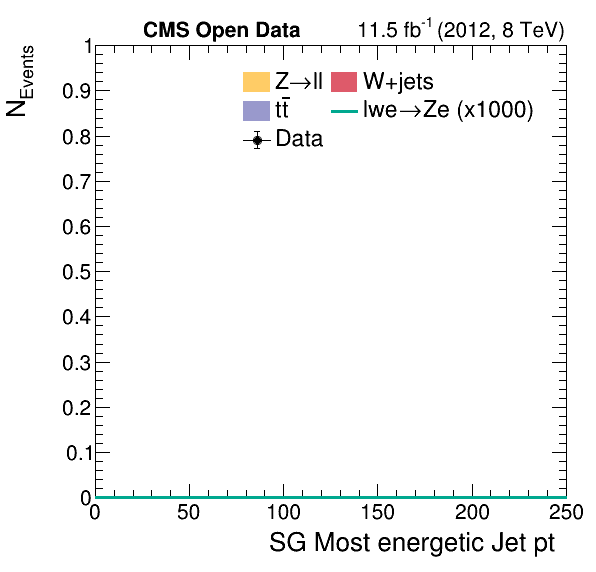 CMS Open Data 11.5 fb⁻¹ (2012, 8 TeV)
N_Events
Z→ll W+jets
tt̄ lwe→Ze (x1000)
Data
1
0.9
0.8
0.7
0.6
0.5
0.4
0.3
0.2
0.1
0
0 50 100 150 200 250
SG Most energetic Jet pt